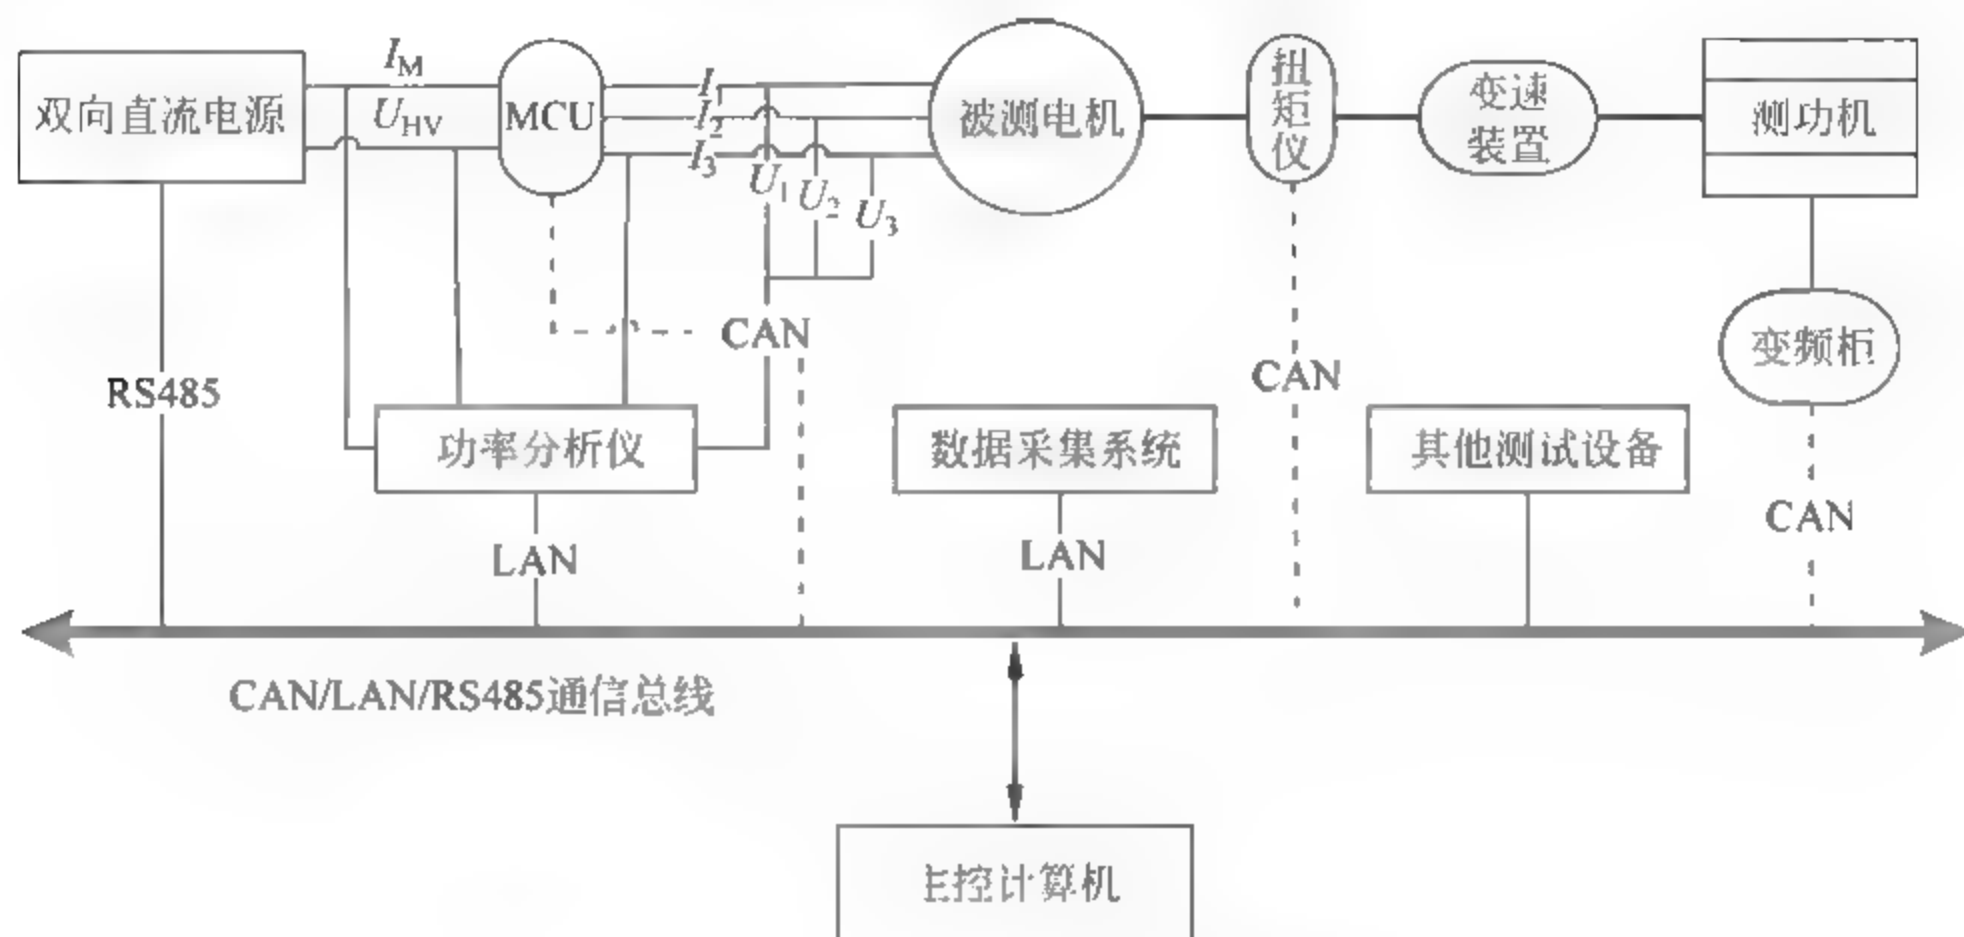 双向直流电源
I_M
U_HV
MCU
I_1
I_2
I_3
U_1
U_2
U_3
被测电机
扭矩仪
变速
装置
测功机
CAN
RS485
CAN
变频柜
功率分析仪
数据采集系统
其他测试设备
CAN
LAN
LAN
CAN/LAN/RS485通信总线
主控计算机